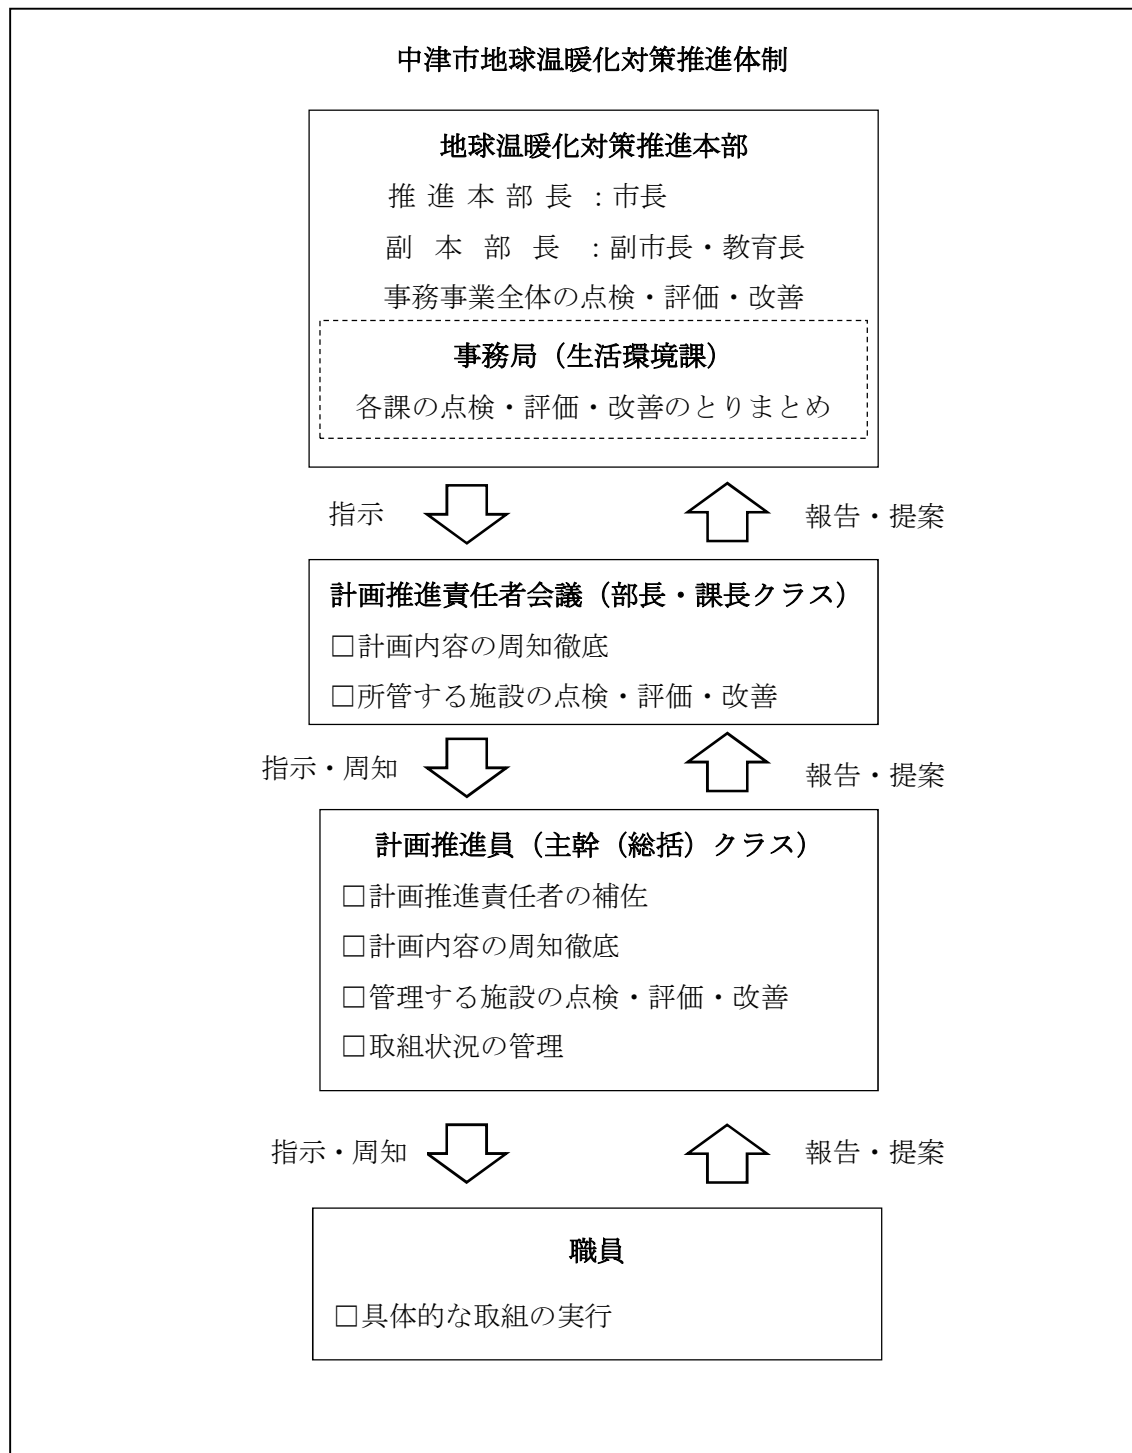 中津市地球温暖化対策推進体制
地球温暖化対策推進本部
推進本部長：市長
副本部長：副市長・教育長
事務事業全体の点検・評価・改善
事務局（生活環境課）
各課の点検・評価・改善のとりまとめ
指示
報告・提案
計画推進責任者会議（部長・課長クラス）
□計画内容の周知徹底
□所管する施設の点検・評価・改善
指示・周知
報告・提案
計画推進員（主幹（総括）クラス）
□計画推進責任者の補佐
□計画内容の周知徹底
□管理する施設の点検・評価・改善
□取組状況の管理
指示・周知
報告・提案
職員
□具体的な取組の実行